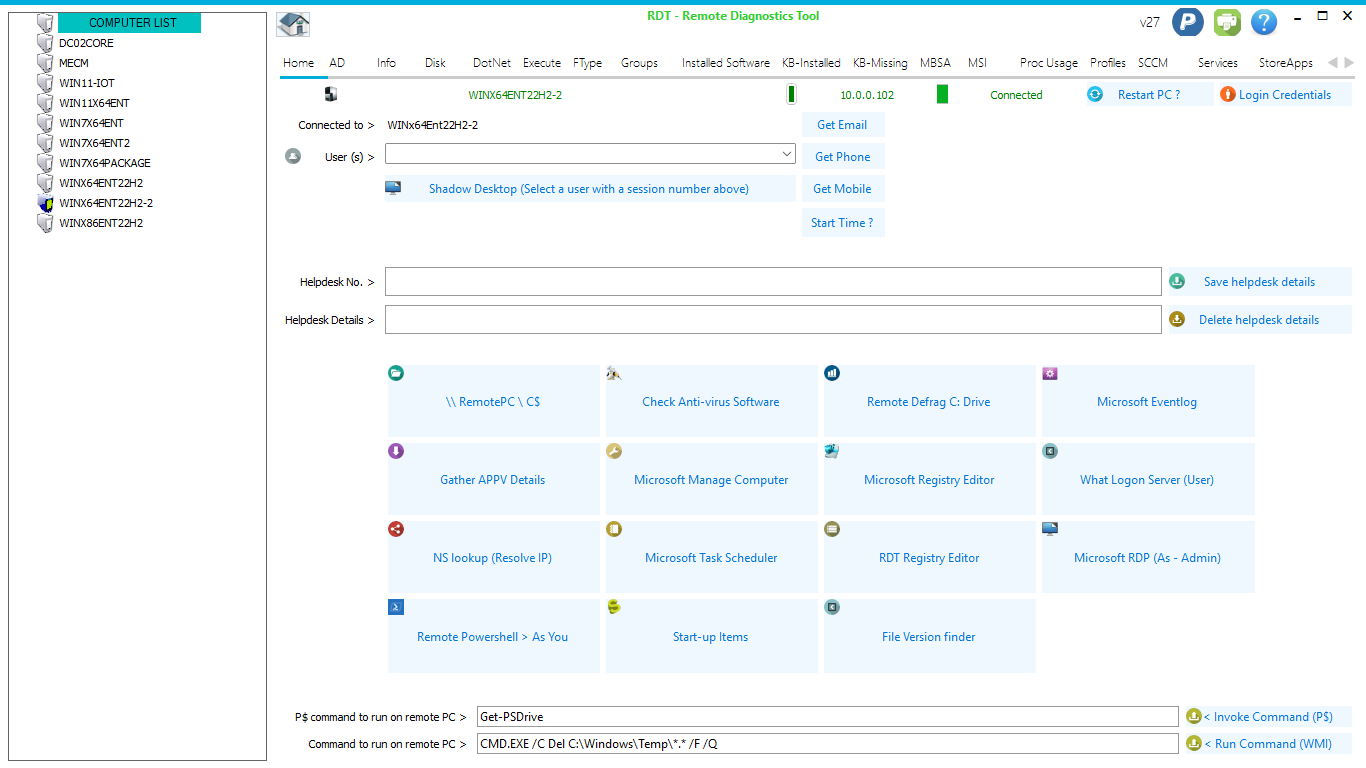 COMPUTER LIST
DC02CORE
MECM
WIN11-IOT
WIN11X64ENT
WIN7X64ENT
WIN7X64ENT2
WIN7X64PACKAGE
WINX64ENT22H2
WINX64ENT22H2-2
WINX86ENT22H2
RDT - Remote Diagnostics Tool
v27
Home AD Info Disk DotNet Execute FType Groups Installed Software KB-Installed KB-Missing MBSA MSI Proc Usage Profiles SCCM Services StoreApps
WINX64ENT22H2-2 10.0.0.102 Connected Restart PC ? Login Credentials
Connected to > WINx64Ent22H2-2 Get Email
User (s) > Get Phone
Shadow Desktop (Select a user with a session number above) Get Mobile
Start Time ?
Helpdesk No. > Save helpdesk details
Helpdesk Details > Delete helpdesk details
\\ RemotePC \ C$ Check Anti-virus Software Remote Defrag C: Drive Microsoft Eventlog
Gather APPV Details Microsoft Manage Computer Microsoft Registry Editor What Logon Server (User)
NS lookup (Resolve IP) Microsoft Task Scheduler RDT Registry Editor Microsoft RDP (As - Admin)
Remote Powershell > As You Start-up Items File Version finder
P$ command to run on remote PC > Get-PSDrive < Invoke Command (P$)
Command to run on remote PC > CMD.EXE /C Del C:\Windows\Temp\*.* /F /Q < Run Command (WMI)